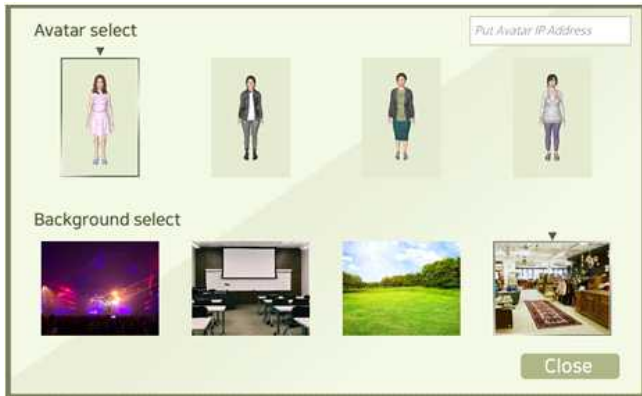 Avatar select
Put Avatar IP Address
Background select
Close